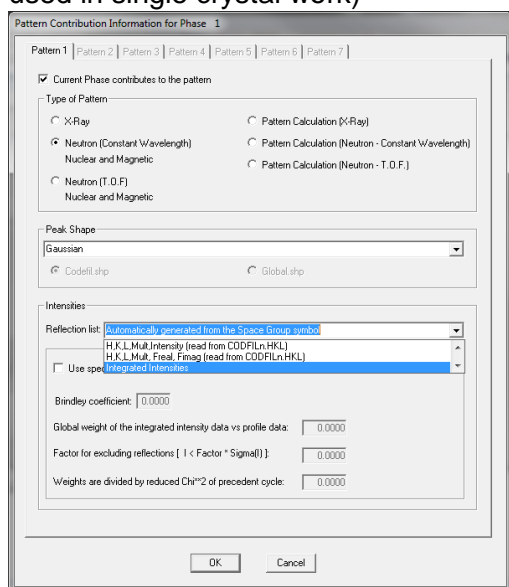 used in single crystal work)
Pattern Contribution Information for Phase 1
Pattern 1 Pattern 2 Pattern 3 Pattern 4 Pattern 5 Pattern 6 Pattern 7
Current Phase contributes to the pattern
Type of Pattern
X-Ray
Pattern Calculation (X-Ray)
Neutron (Constant Wavelength)
Nuclear and Magnetic
Pattern Calculation (Neutron - Constant Wavelength)
Neutron (T.O.F)
Nuclear and Magnetic
Pattern Calculation (Neutron - T.O.F.)
Peak Shape
Gaussian
Codefil.shp
Global.shp
Intensities
Reflection list: Automatically generated from the Space Group symbol
H,K,L,Mult,Intensity (read from CODFILn.HKL)
H,K,L,Mult, Freal, Fimag (read from CODFILn.HKL)
Integrated Intensities
Use spe
Brindley coefficient: 0.0000
Global weight of the integrated intensity data vs profile data: 0.0000
Factor for excluding reflections [ I < Factor * Sigma(I) ]: 0.0000
Weights are divided by reduced Chi**2 of precedent cycle: 0.0000
OK Cancel